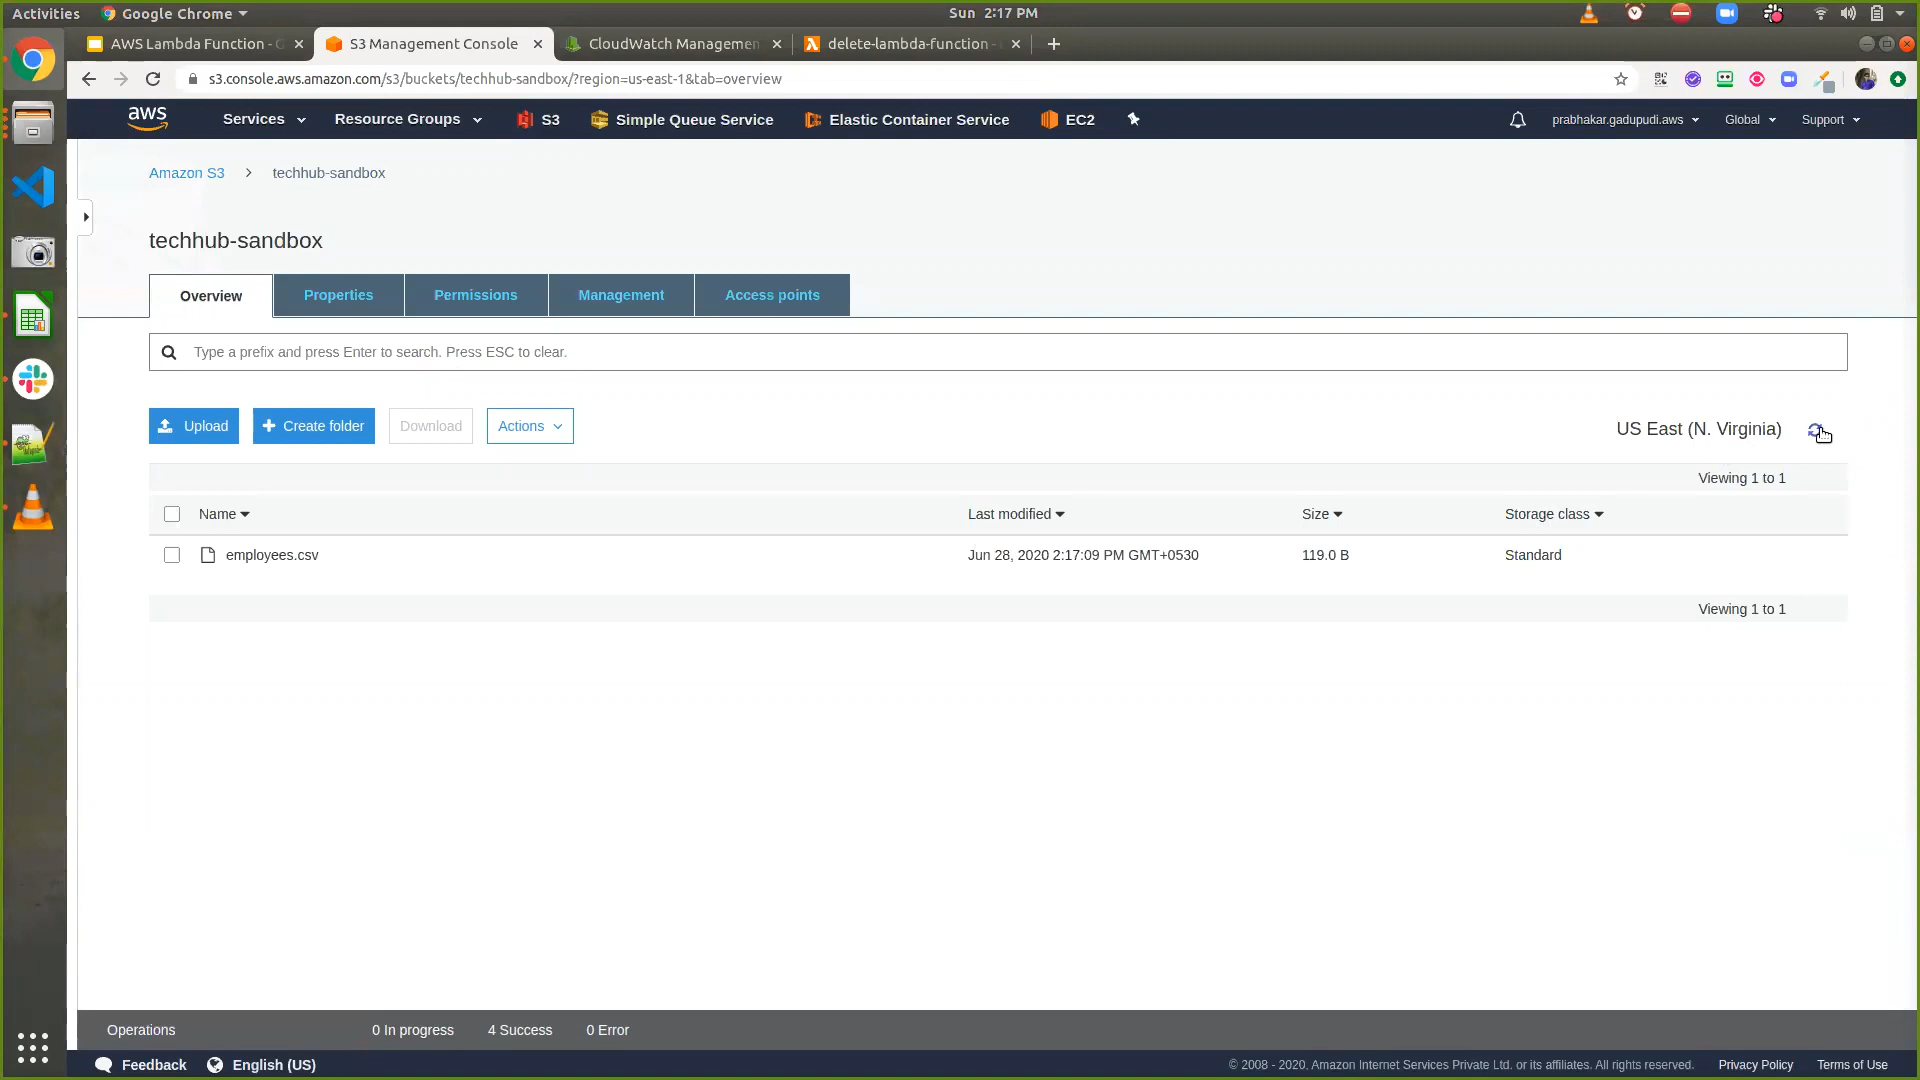 Activities Google Chrome Sun 2:17 PM
AWS Lambda Function - S3 Management Console CloudWatch Managemen delete-lambda-function -
s3.console.aws.amazon.com/s3/buckets/techhub-sandbox/?region=us-east-1&tab=overview
aws Services Resource Groups S3 Simple Queue Service Elastic Container Service EC2 prabhakar.gadupudi.aws Global Support
Amazon S3 > techhub-sandbox
techhub-sandbox
Overview Properties Permissions Management Access points
Type a prefix and press Enter to search. Press ESC to clear.
Upload + Create folder Download Actions US East (N. Virginia)
Viewing 1 to 1
Name Last modified Size Storage class
employees.csv Jun 28, 2020 2:17:09 PM GMT+0530 119.0 B Standard
Viewing 1 to 1
Operations 0 In progress 4 Success 0 Error
Feedback English (US) © 2008 - 2020, Amazon Internet Services Private Ltd. or its affiliates. All rights reserved. Privacy Policy Terms of Use